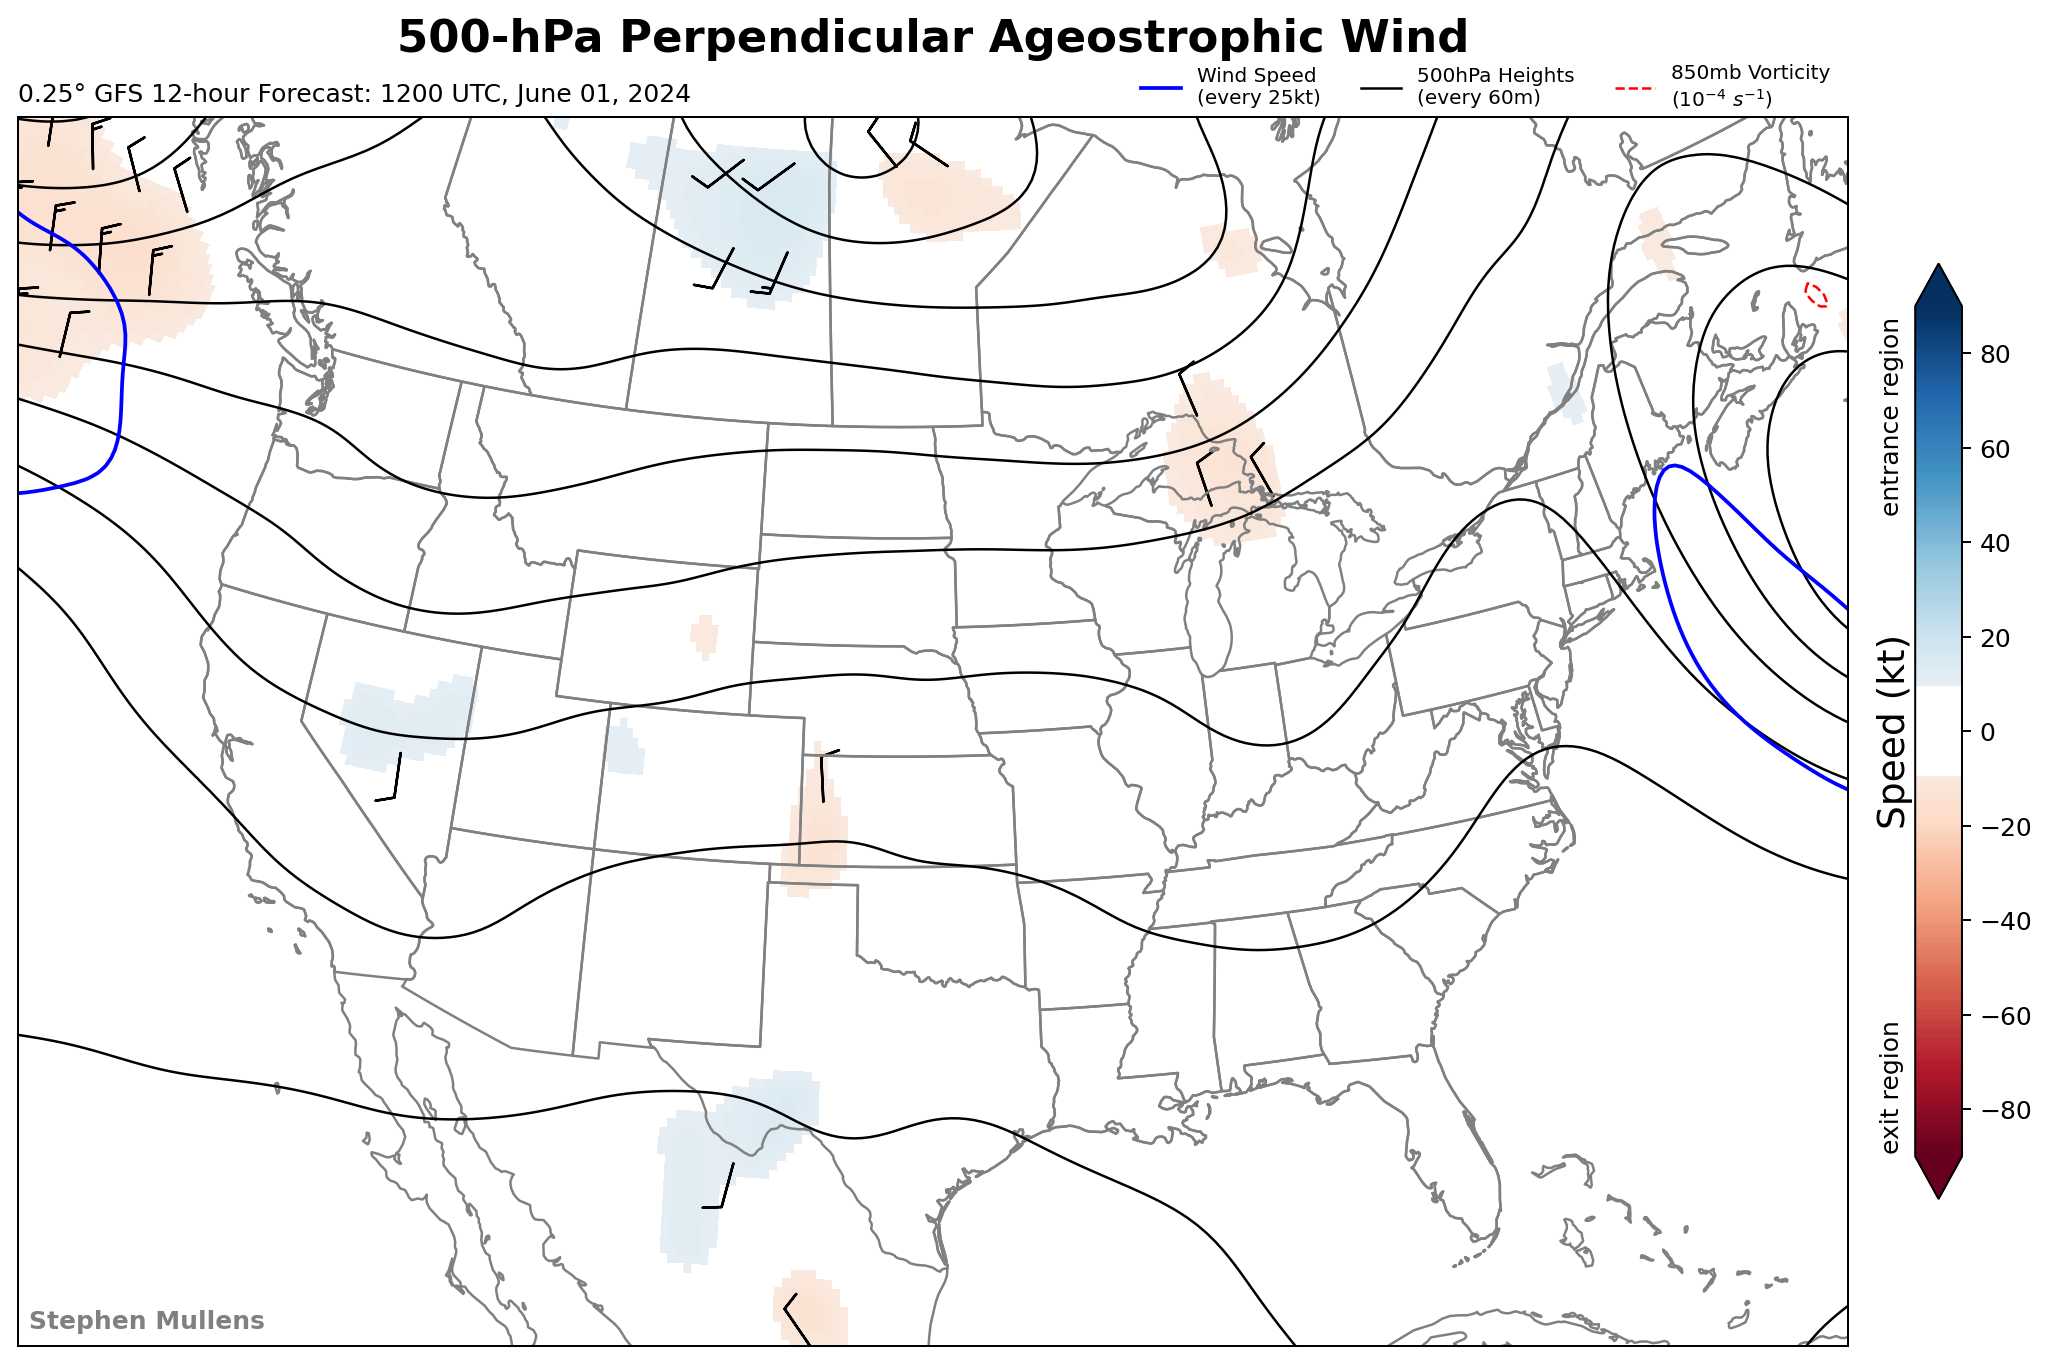 500-hPa Perpendicular Ageostrophic Wind
0.25° GFS 12-hour Forecast: 1200 UTC, June 01, 2024
Wind Speed
(every 25kt)
500hPa Heights
(every 60m)
850mb Vorticity
(10⁻⁴ s⁻¹)
entrance region
Speed (kt)
exit region
80
60
40
20
0
−20
−40
−60
−80
Stephen Mullens